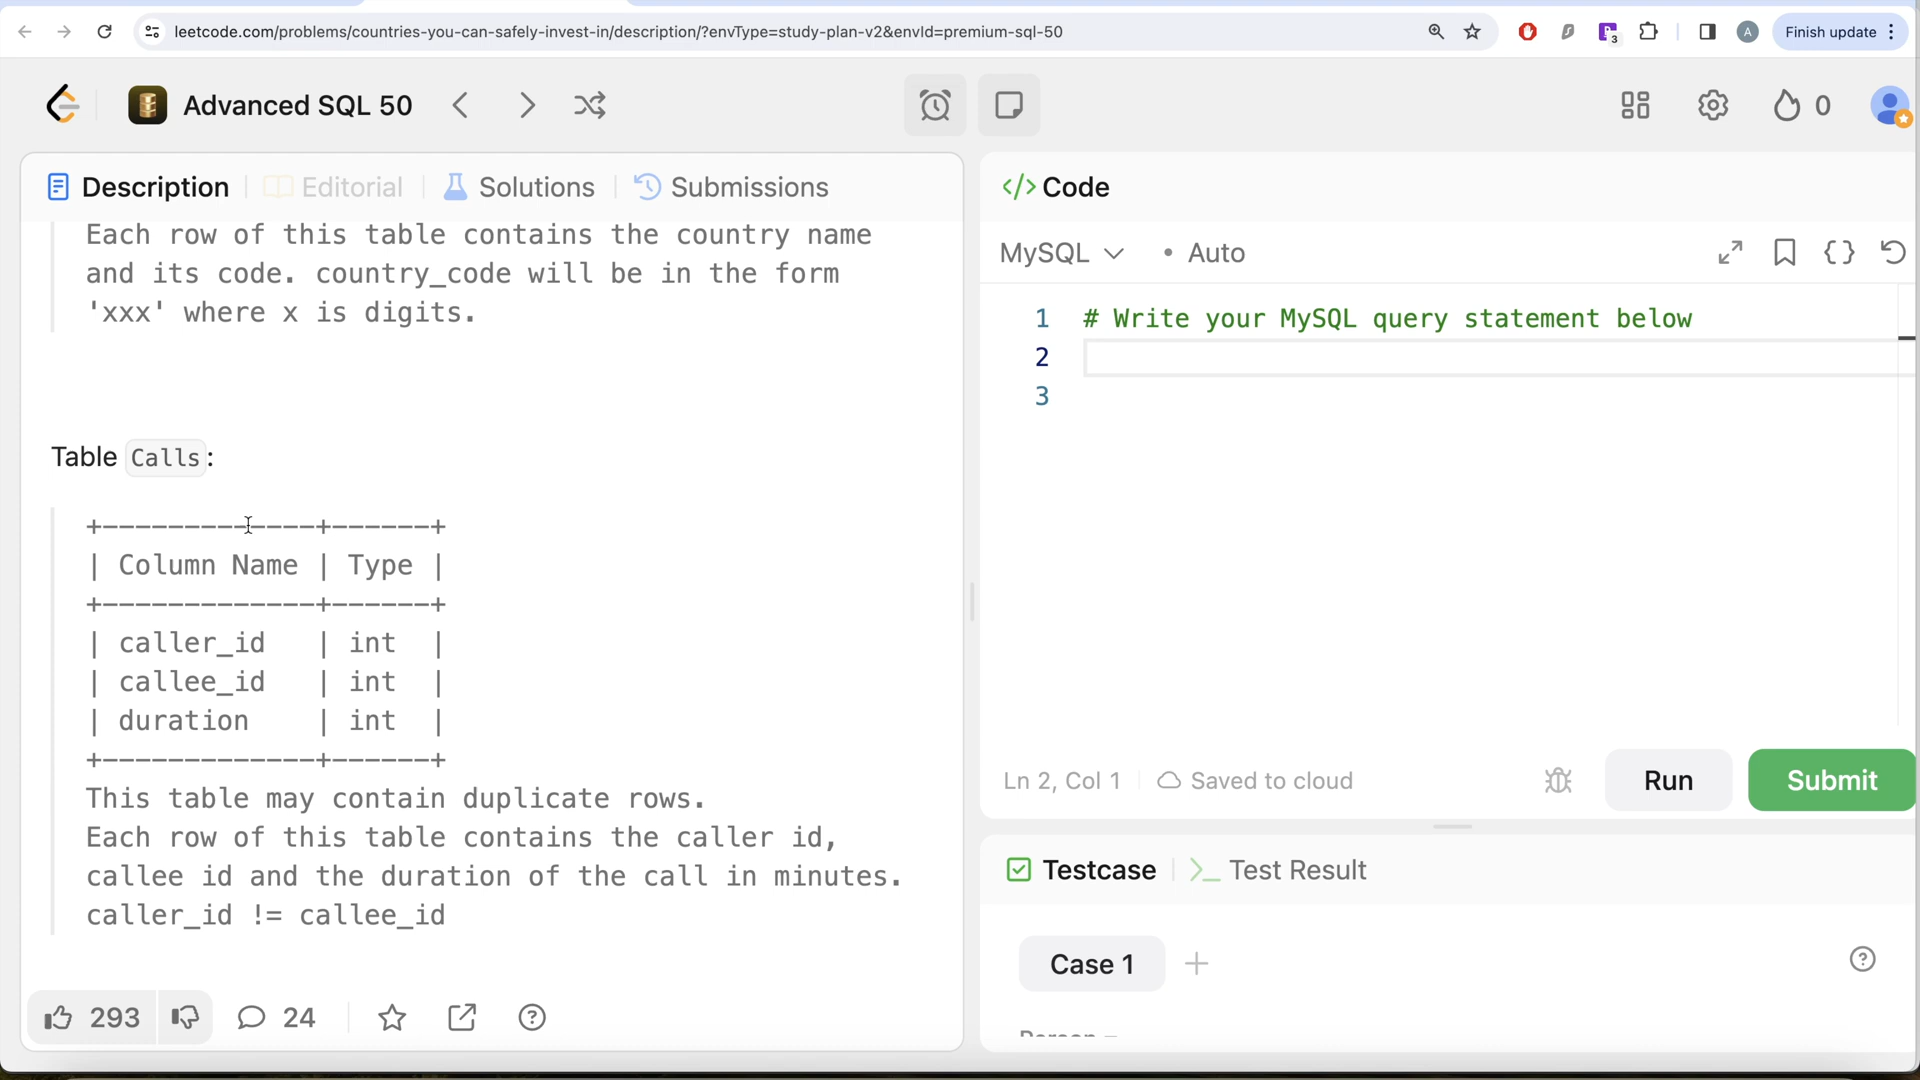 leetcode.com/problems/countries-you-can-safely-invest-in/description/?envType=study-plan-v2&envId=premium-sql-50
3
A
Finish update
Advanced SQL 50
0
Description
Editorial
Solutions
Submissions
Each row of this table contains the country name
and its code. country_code will be in the form
'xxx' where x is digits.
Table Calls:
+-------------+------+
| Column Name | Type |
+-------------+------+
| caller_id   | int  |
| callee_id   | int  |
| duration    | int  |
+-------------+------+
This table may contain duplicate rows.
Each row of this table contains the caller id,
callee id and the duration of the call in minutes.
caller_id != callee_id
293
24
</> Code
MySQL
• Auto
1 # Write your MySQL query statement below
2
3
Ln 2, Col 1
Saved to cloud
Run
Submit
Testcase
Test Result
Case 1
Person =